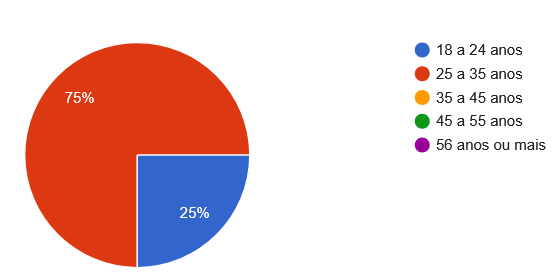 75%
25%
18 a 24 anos
25 a 35 anos
35 a 45 anos
45 a 55 anos
56 anos ou mais